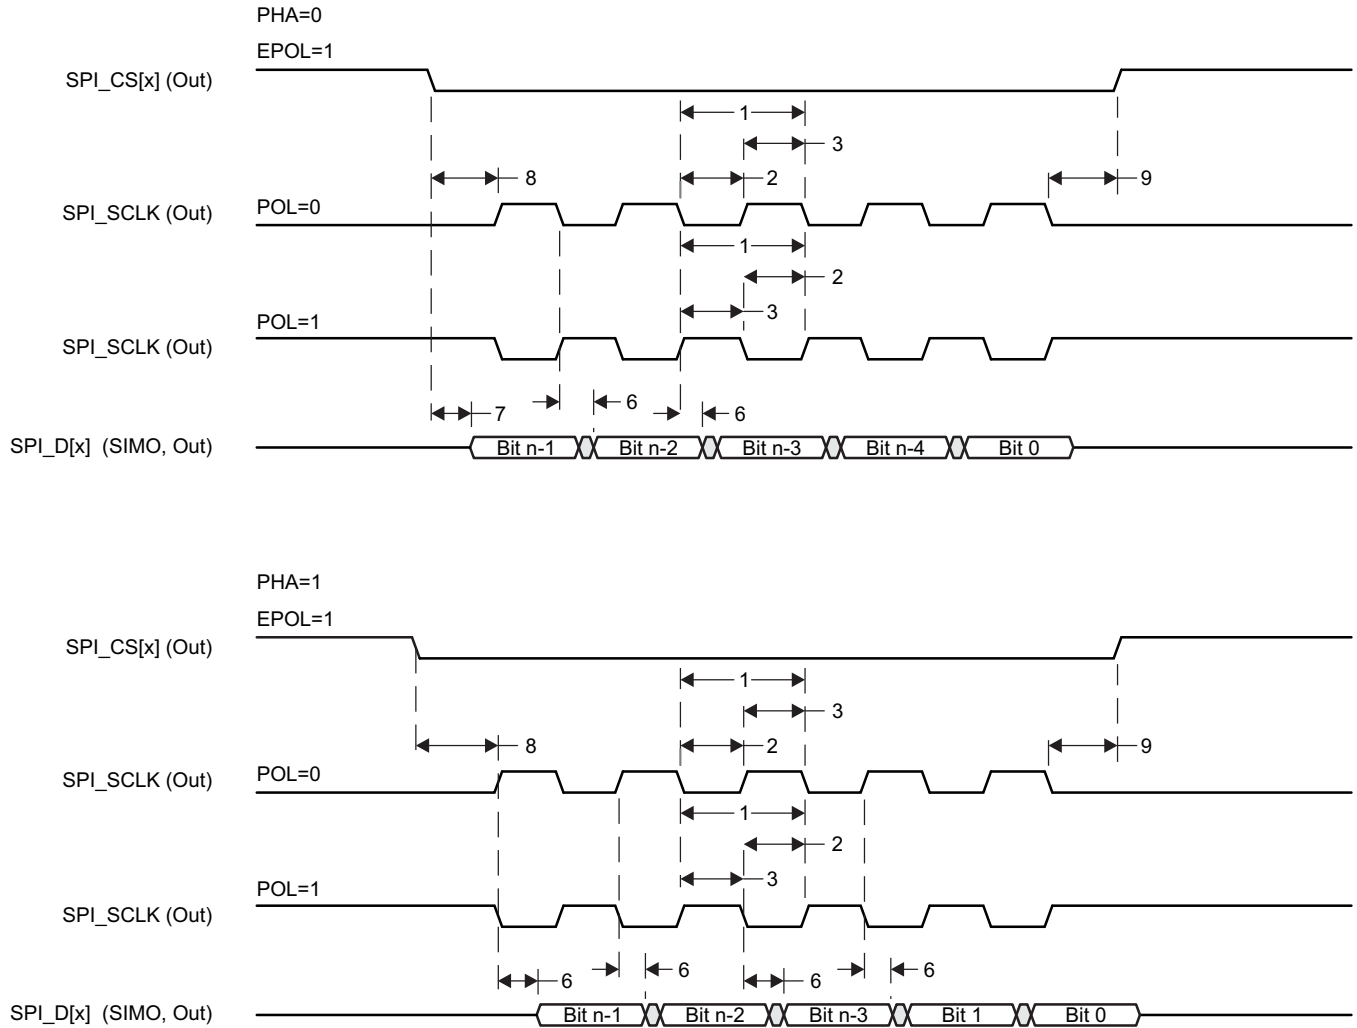 PHA=0
EPOL=1
SPI_CS[x] (Out)
1
3
8
2
9
SPI_SCLK (Out)
POL=0
1
2
3
POL=1
SPI_SCLK (Out)
7
6
6
SPI_D[x] (SIMO, Out)
Bit n-1
Bit n-2
Bit n-3
Bit n-4
Bit 0
PHA=1
EPOL=1
SPI_CS[x] (Out)
1
3
8
2
9
SPI_SCLK (Out)
POL=0
1
2
3
POL=1
SPI_SCLK (Out)
6
6
6
6
SPI_D[x] (SIMO, Out)
Bit n-1
Bit n-2
Bit n-3
Bit 1
Bit 0